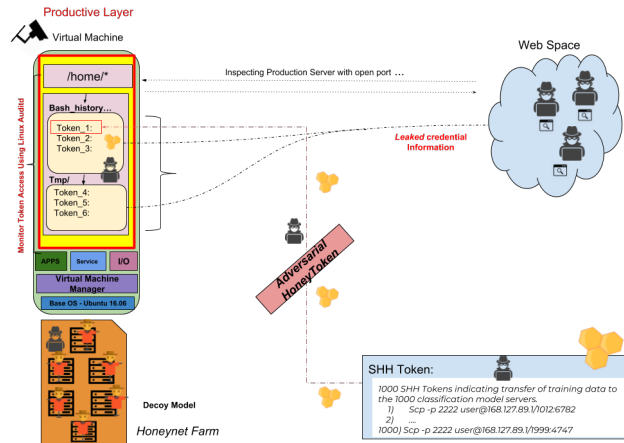 Productive Layer
Virtual Machine
Web Space
/home/*
Inspecting Production Server with open port ...
Bash_history...
Token_1:
Token_2:
Token_3:
Leaked credential
Information
Tmp/
Token_4:
Token_5:
Token_6:
Monitor Token Access Using Linux Auditd
APPS
Service
I/O
Virtual Machine
Manager
Base OS - Ubuntu 16.06
Adversarial
HoneyToken
Decoy Model
Honeynet Farm
SHH Token:
1000 SHH Tokens indicating transfer of training data to
the 1000 classification model servers.
1) Scp -p 2222 user@168.127.89.1/1012:6782
2) ....
1000) Scp -p 2222 user@168.127.89.1/1999:4747